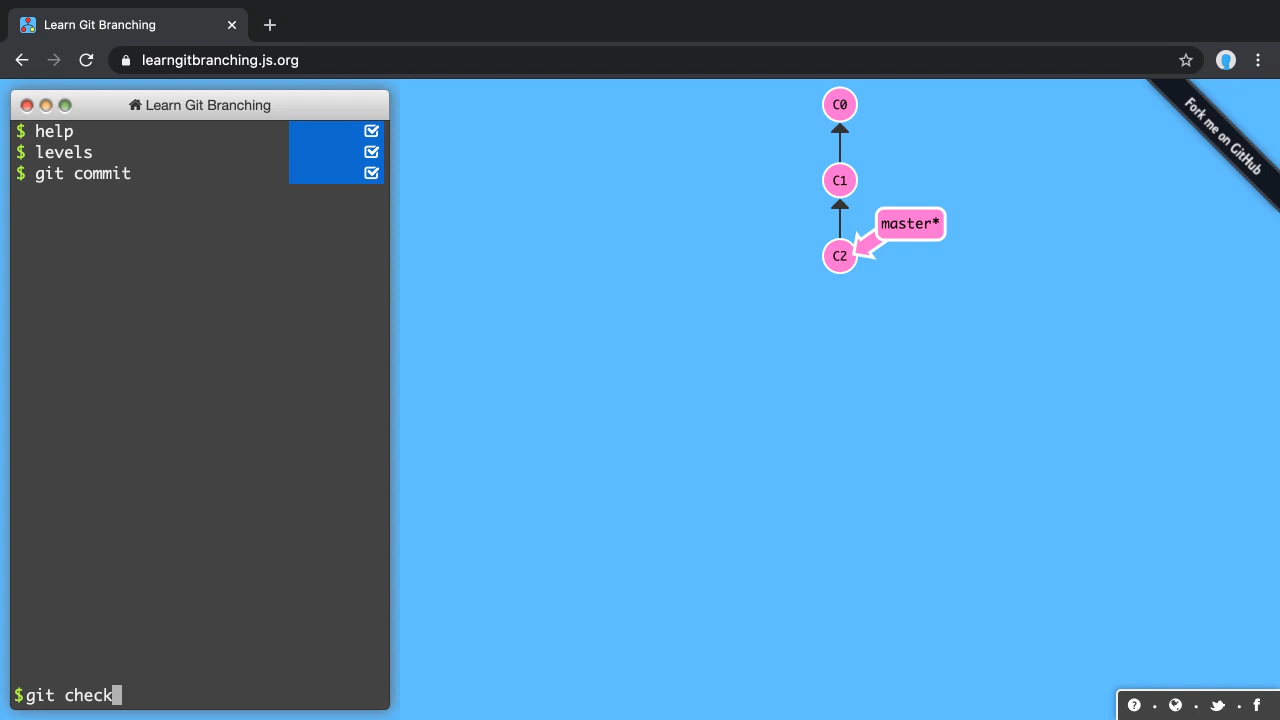 Learn Git Branching
learngitbranching.js.org
Learn Git Branching
$ help
$ levels
$ git commit
$git check
C0
C1
master*
C2
Fork me on GitHub